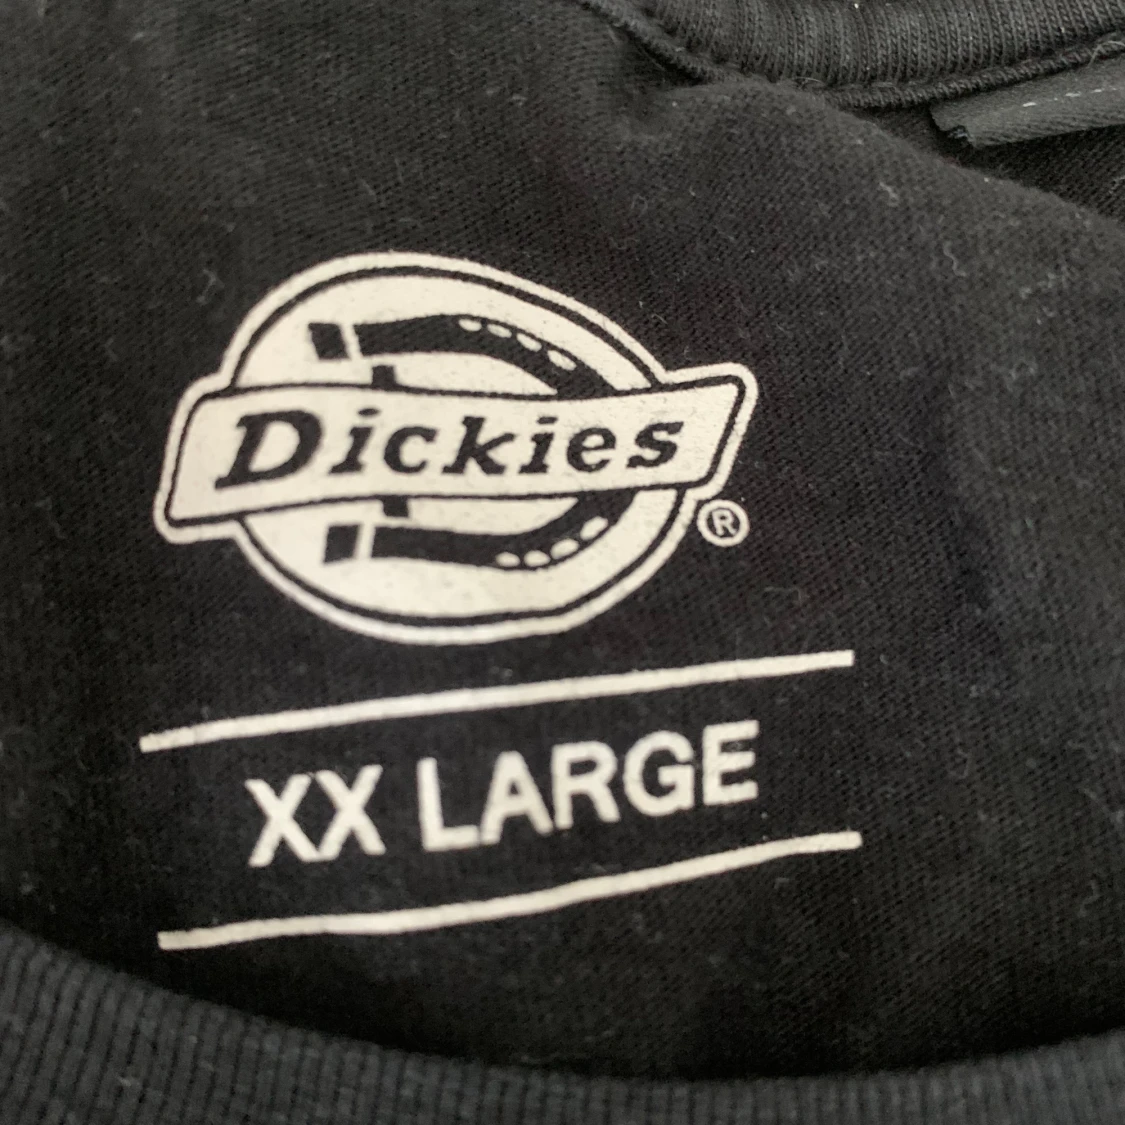 Dickies
®
XX LARGE